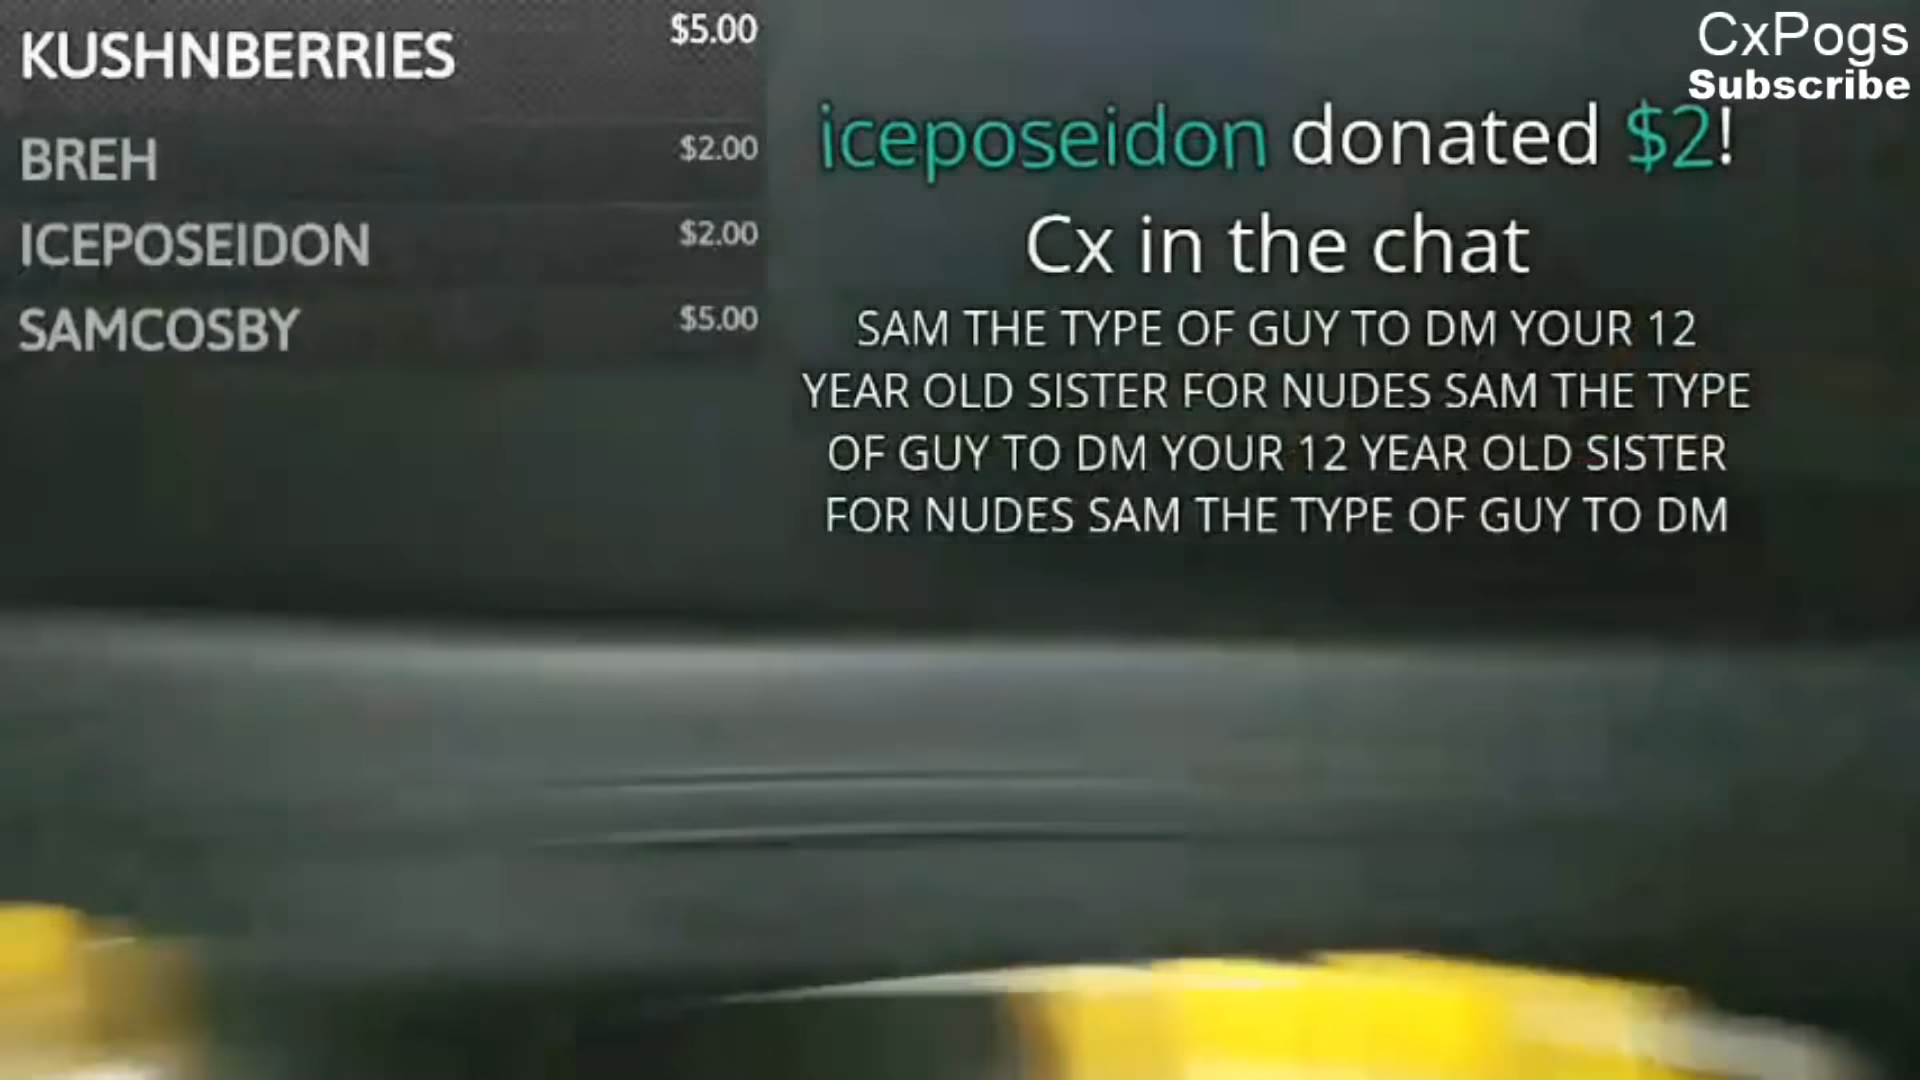 KUSHNBERRIES $5.00
BREH $2.00
ICEPOSEIDON $2.00
SAMCOSBY $5.00
CxPogs
Subscribe
iceposeidon donated $2!
Cx in the chat
SAM THE TYPE OF GUY TO DM YOUR 12
YEAR OLD SISTER FOR NUDES SAM THE TYPE
OF GUY TO DM YOUR 12 YEAR OLD SISTER
FOR NUDES SAM THE TYPE OF GUY TO DM